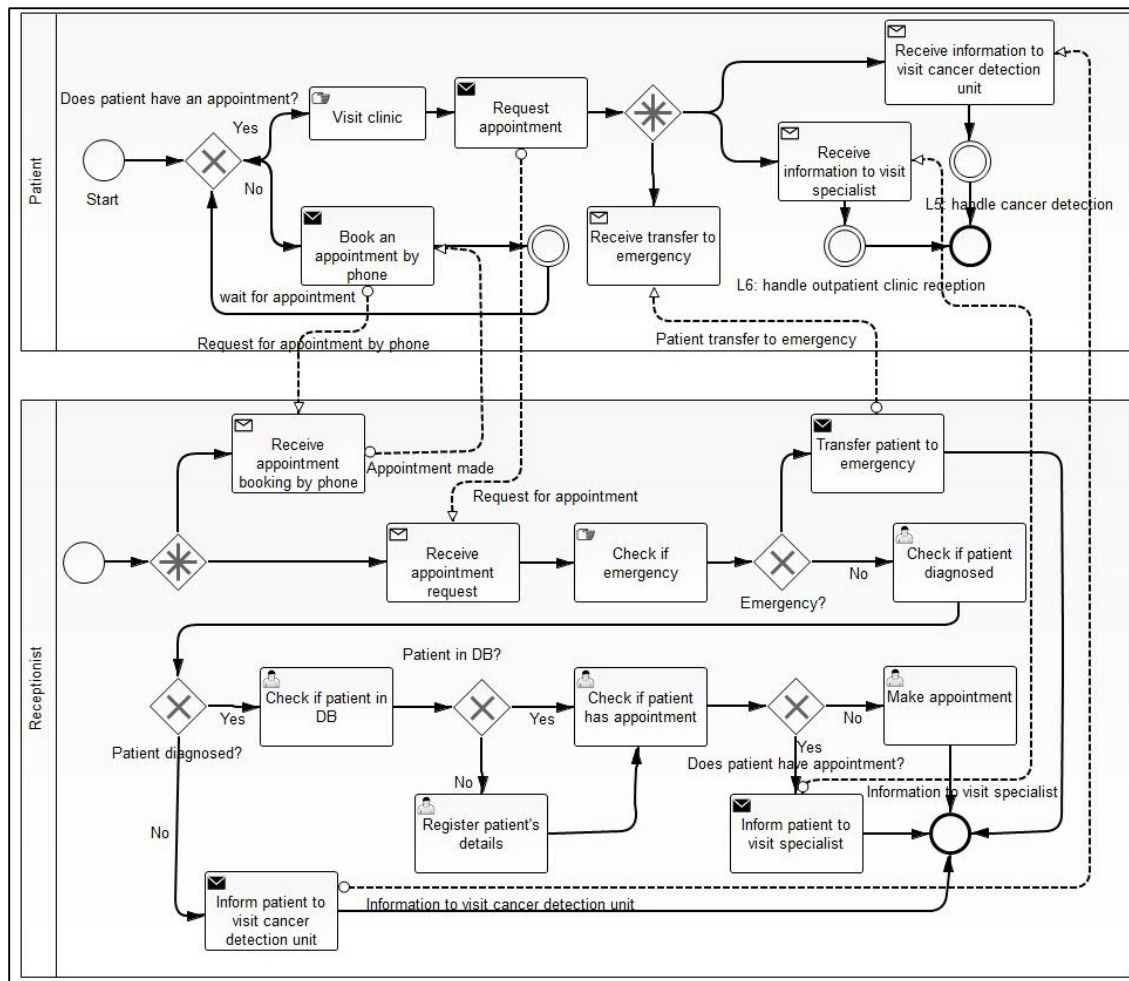 Patient
Does patient have an appointment?
Start
Yes
No
Visit clinic
Request
appointment
Book an
appointment by
phone
wait for appointment
Request for appointment by phone
Receive transfer to
emergency
Receive
information to visit
specialist
Receive information to
visit cancer detection
unit
L5: handle cancer detection
L6: handle outpatient clinic reception
Patient transfer to emergency
Receptionist
Receive
appointment
booking by phone
Appointment made
Request for appointment
Receive
appointment
request
Check if
emergency
Emergency?
No
Transfer patient to
emergency
Check if patient
diagnosed
Patient diagnosed?
Yes
No
Check if patient in
DB
Patient in DB?
Yes
No
Register patient's
details
Check if patient
has appointment
Does patient have appointment?
Yes
No
Make appointment
Inform patient to
visit specialist
Information to visit specialist
Inform patient to
visit cancer
detection unit
Information to visit cancer detection unit